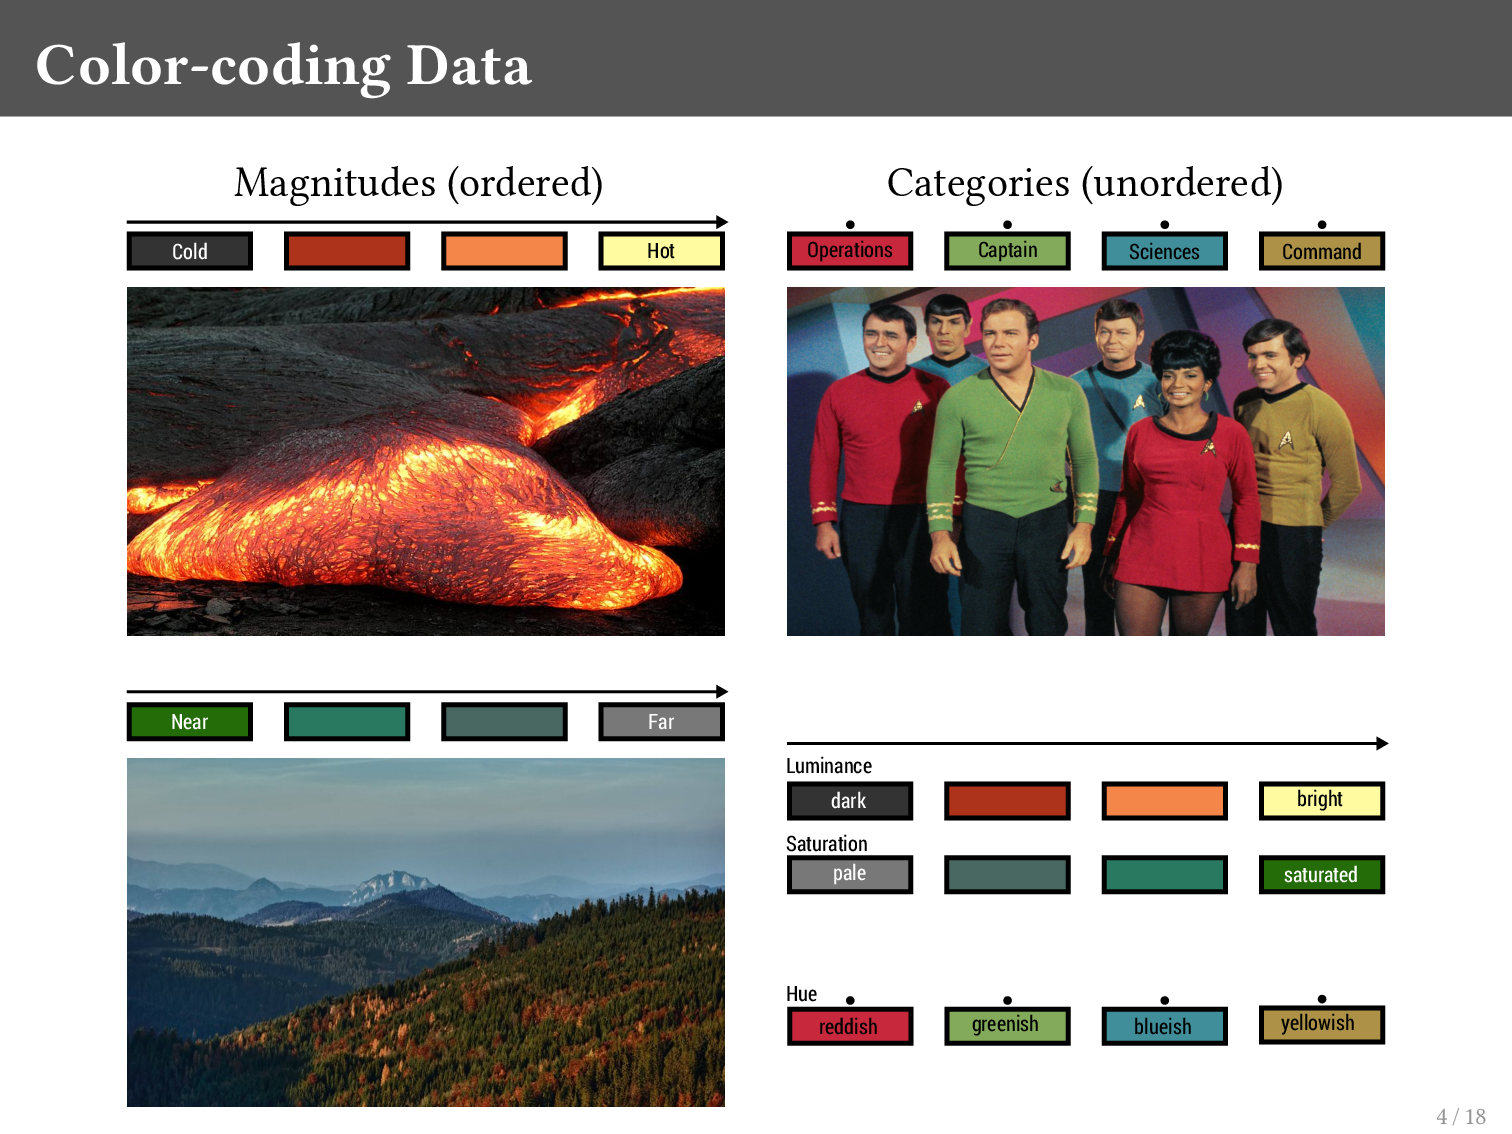 Color-coding Data
Magnitudes (ordered)
Cold
Hot
Near
Far
Categories (unordered)
Operations
Captain
Sciences
Command
Luminance
dark
bright
Saturation
pale
saturated
Hue
reddish
greenish
blueish
yellowish
4 / 18